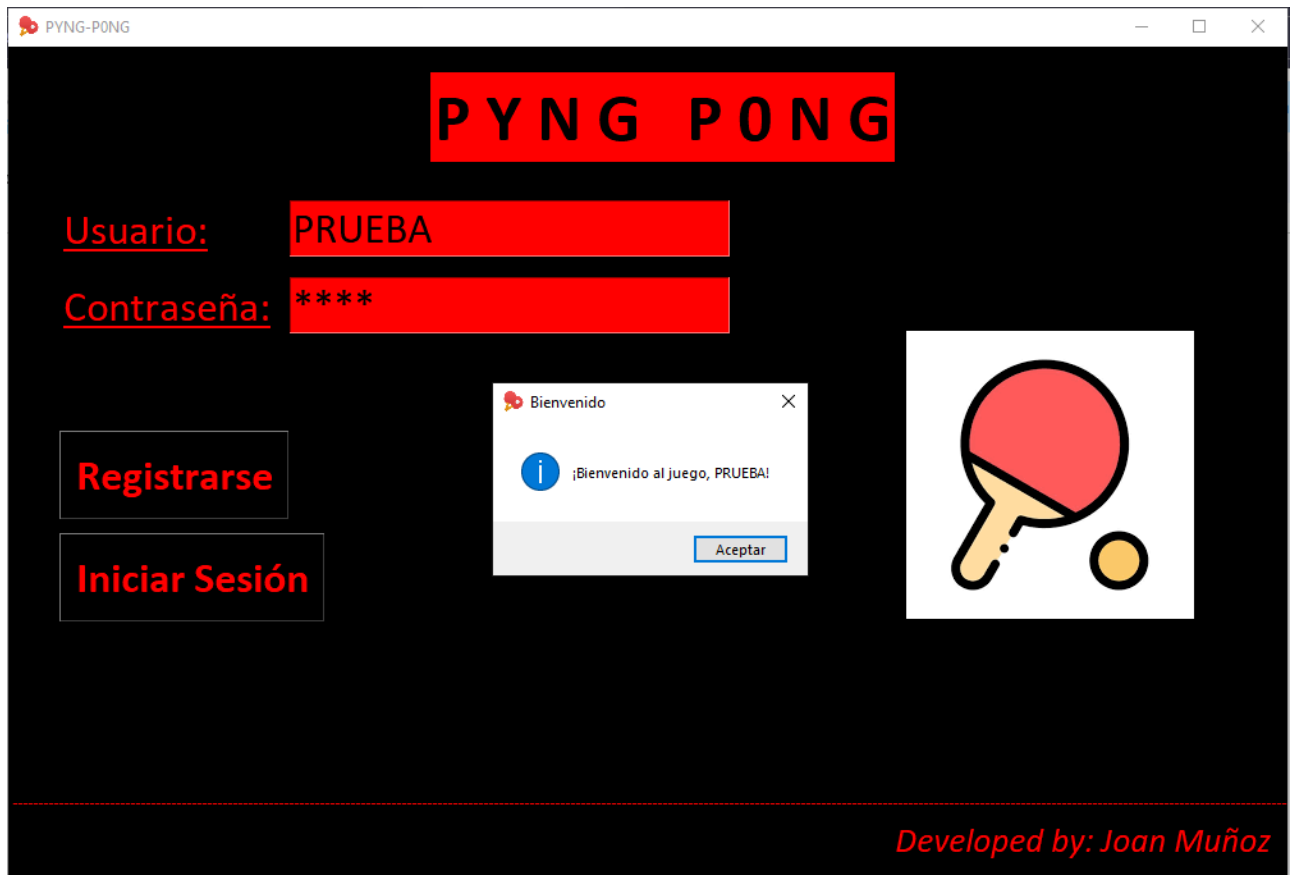 PYNG-P0NG
PYNG P0NG
Usuario: PRUEBA
Contraseña: ****
Bienvenido
¡Bienvenido al juego, PRUEBA!
Aceptar
Registrarse
Iniciar Sesión
Developed by: Joan Muñoz